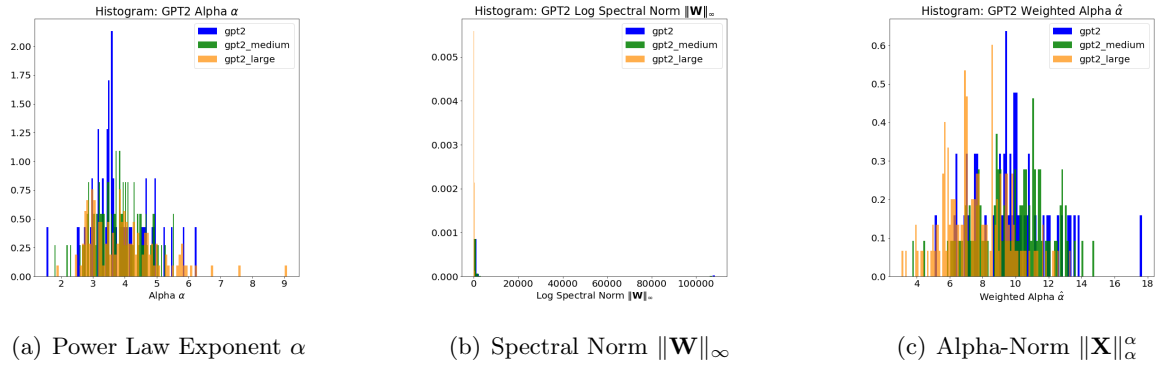 Histogram: GPT2 Alpha α
gpt2
gpt2_medium
gpt2_large
2.00
1.75
1.50
1.25
1.00
0.75
0.50
0.25
0.00
2 3 4 5 6 7 8 9
Alpha α
(a) Power Law Exponent α
Histogram: GPT2 Log Spectral Norm ‖W‖∞
gpt2
gpt2_medium
gpt2_large
0.005
0.004
0.003
0.002
0.001
0.000
0 20000 40000 60000 80000 100000
Log Spectral Norm ‖W‖∞
(b) Spectral Norm ‖W‖∞
Histogram: GPT2 Weighted Alpha α̂
gpt2
gpt2_medium
gpt2_large
0.6
0.5
0.4
0.3
0.2
0.1
0.0
4 6 8 10 12 14 16 18
Weighted Alpha α̂
(c) Alpha-Norm ‖X‖αα